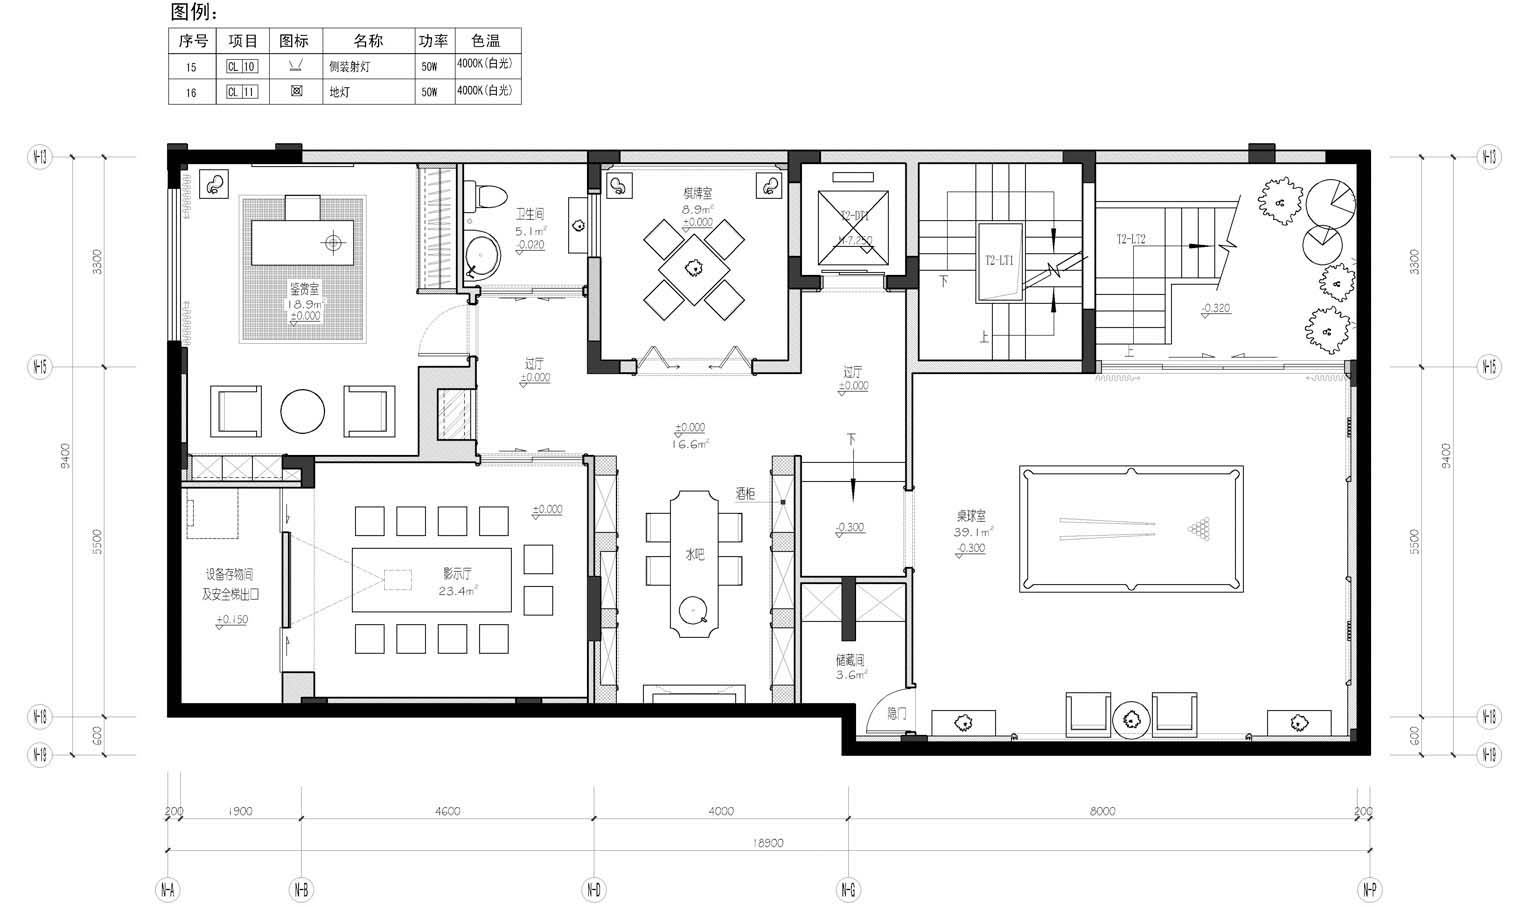 图例：
序号 项目 图标 名称 功率 色温
15 CL 10 侧装射灯 50W 4000K(白光)
16 CL 11 地灯 50W 4000K(白光)
N-13
N-13
卫生间
5.1m²
-0.020
棋牌室
8.9m²
±0.000
T2-DT1
N-7.250
T2-LT1
下
上
T2-LT2
-0.320
上
3300
3300
鉴赏室
18.9m²
±0.000
N-15
N-15
过厅
±0.000
过厅
±0.000
±0.000
16.6m²
下
9400
9400
酒柜
±0.000
-0.300
桌球室
39.1m²
-0.300
5500
5500
水吧
设备存物间
及安全梯出口
±0.150
影示厅
23.4m²
储藏间
3.6m²
隐门
N-18
N-18
600
600
N-19
N-19
200 1900 4600 4000 8000 200
18900
N-A N-B N-D N-G N-P